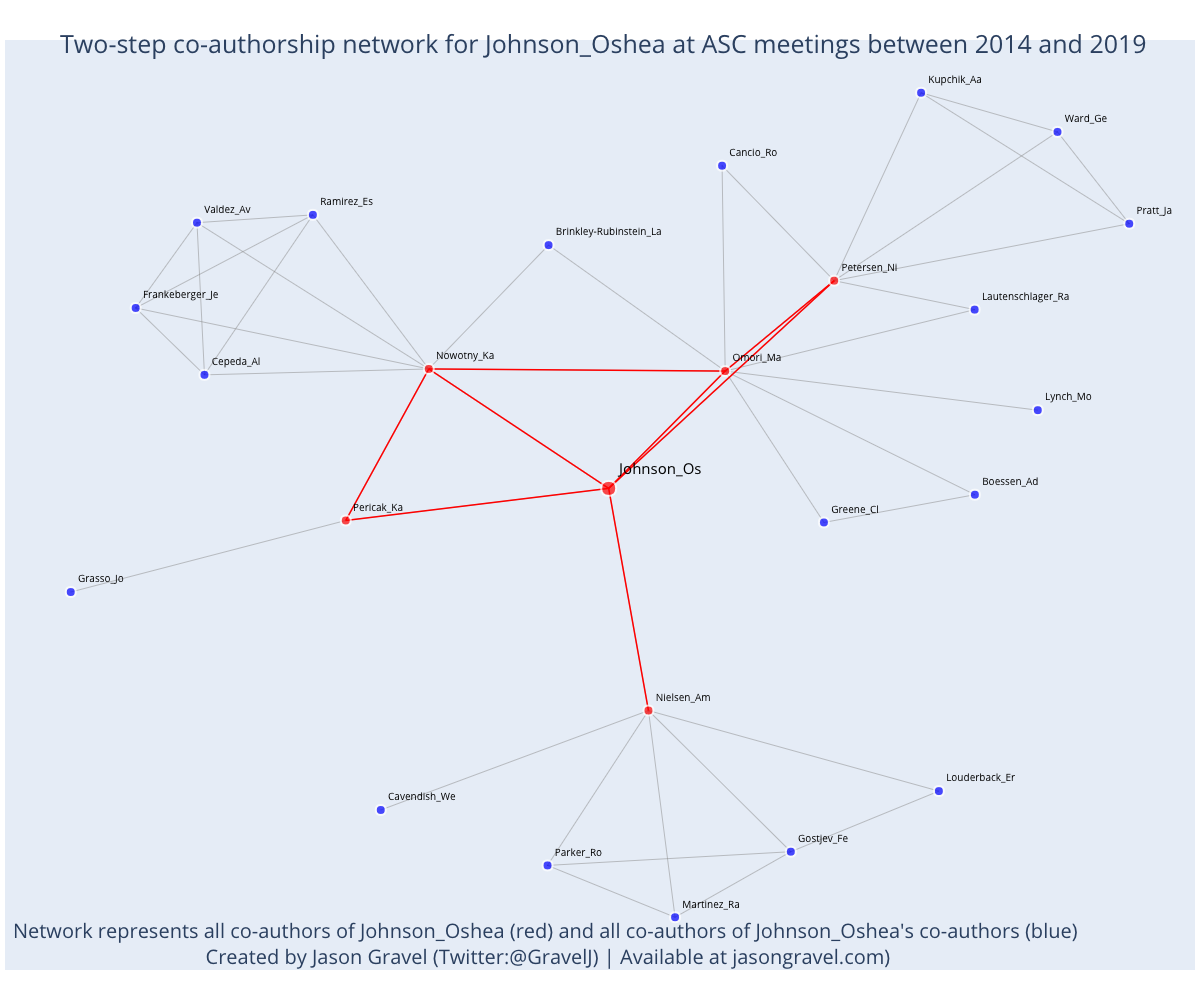 Two-step co-authorship network for Johnson_Oshea at ASC meetings between 2014 and 2019
Kupchik_Aa
Ward_Ge
Cancio_Ro
Ramirez_Es
Valdez_Av
Pratt_Ja
Brinkley-Rubinstein_La
Petersen_Ni
Frankeberger_Je
Lautenschlager_Ra
Nowotny_Ka
Omori_Ma
Cepeda_Al
Lynch_Mo
Johnson_Os
Boessen_Ad
Pericak_Ka
Greene_Cl
Grasso_Jo
Nielsen_Am
Louderback_Er
Cavendish_We
Gostjev_Fe
Parker_Ro
Martinez_Ra
Network represents all co-authors of Johnson_Oshea (red) and all co-authors of Johnson_Oshea's co-authors (blue)
Created by Jason Gravel (Twitter:@GravelJ) | Available at jasongravel.com)